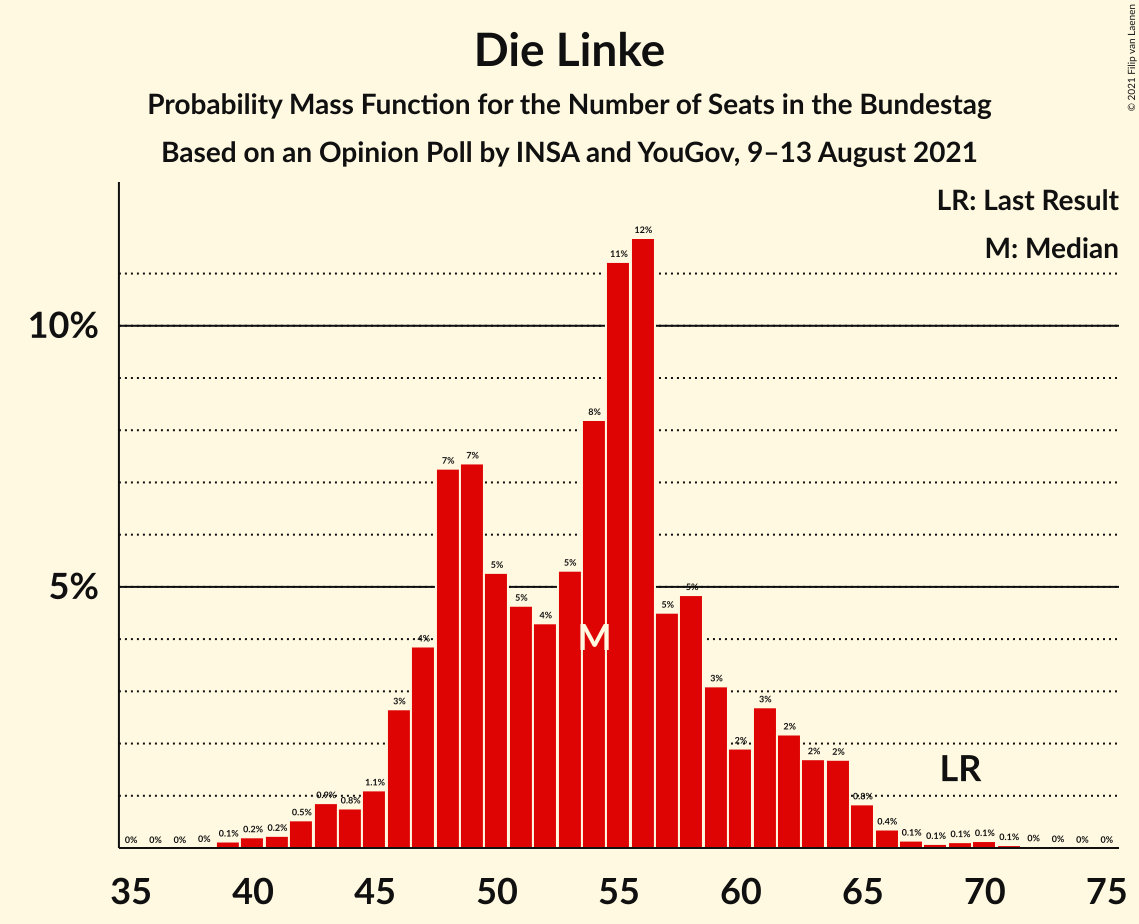 Die Linke
Probability Mass Function for the Number of Seats in the Bundestag
Based on an Opinion Poll by INSA and YouGov, 9–13 August 2021
© 2021 Filip van Laenen
LR: Last Result
M: Median
10%
5%
0% 0% 0% 0% 0.1% 0.2% 0.2% 0.5% 0.9% 0.8% 1.1% 3% 4% 7% 7% 5% 5% 4% 5% 8% 11% 12% 5% 5% 3% 2% 3% 2% 2% 2% 0.8% 0.4% 0.1% 0.1% 0.1% 0.1% 0.1% 0% 0% 0% 0%
M
LR
35 40 45 50 55 60 65 70 75